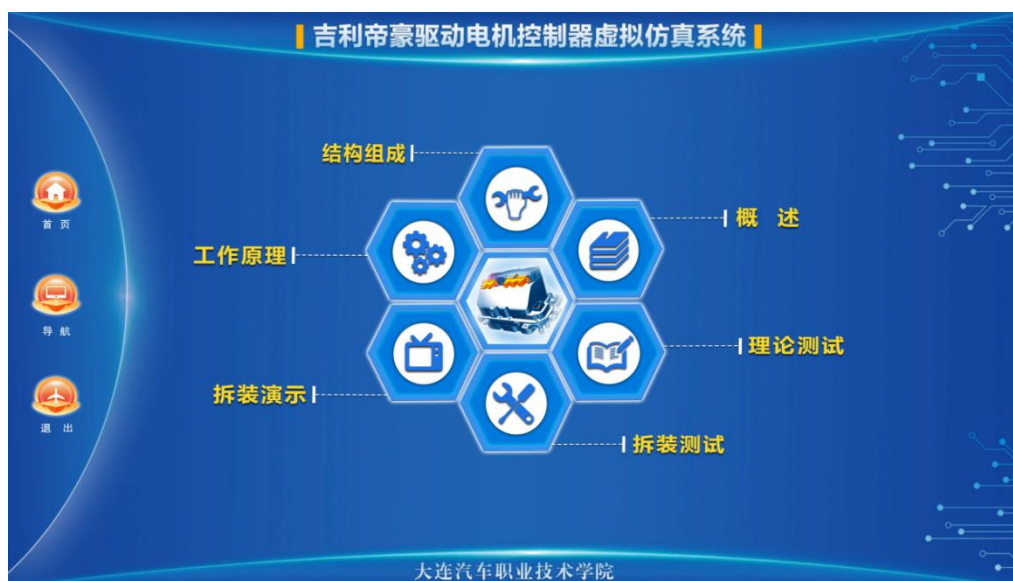 吉利帝豪驱动电机控制器虚拟仿真系统
结构组成
概 述
首 页
工作原理
导 航
理论测试
拆装演示
退 出
拆装测试
大连汽车职业技术学院